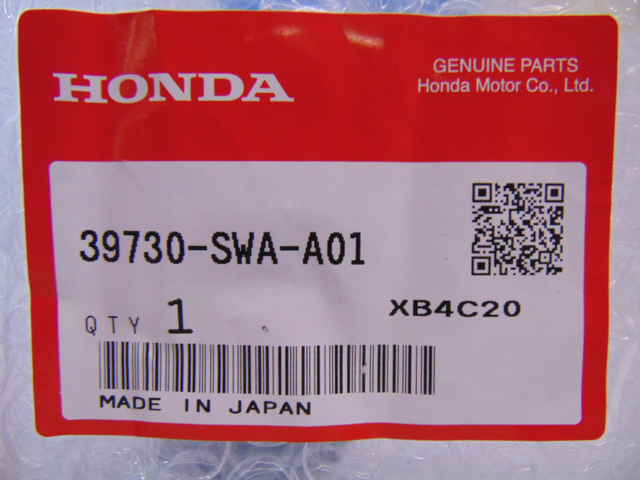 HONDA
GENUINE PARTS
Honda Motor Co., Ltd.
39730-SWA-A01
XB4C20
QTY 1
MADE IN JAPAN